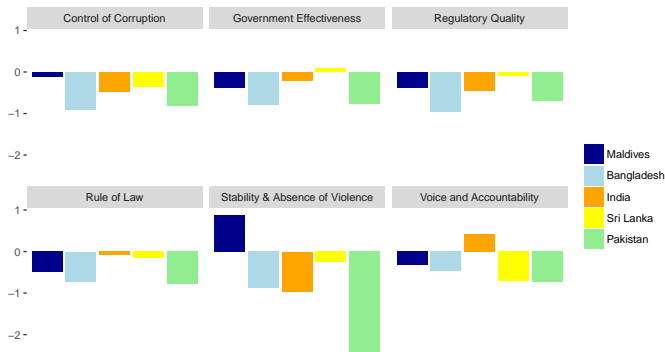 Control of Corruption
Government Effectiveness
Regulatory Quality
1
0
−1
−2
Rule of Law
Stability & Absence of Violence
Voice and Accountability
1
0
−1
−2
Maldives
Bangladesh
India
Sri Lanka
Pakistan